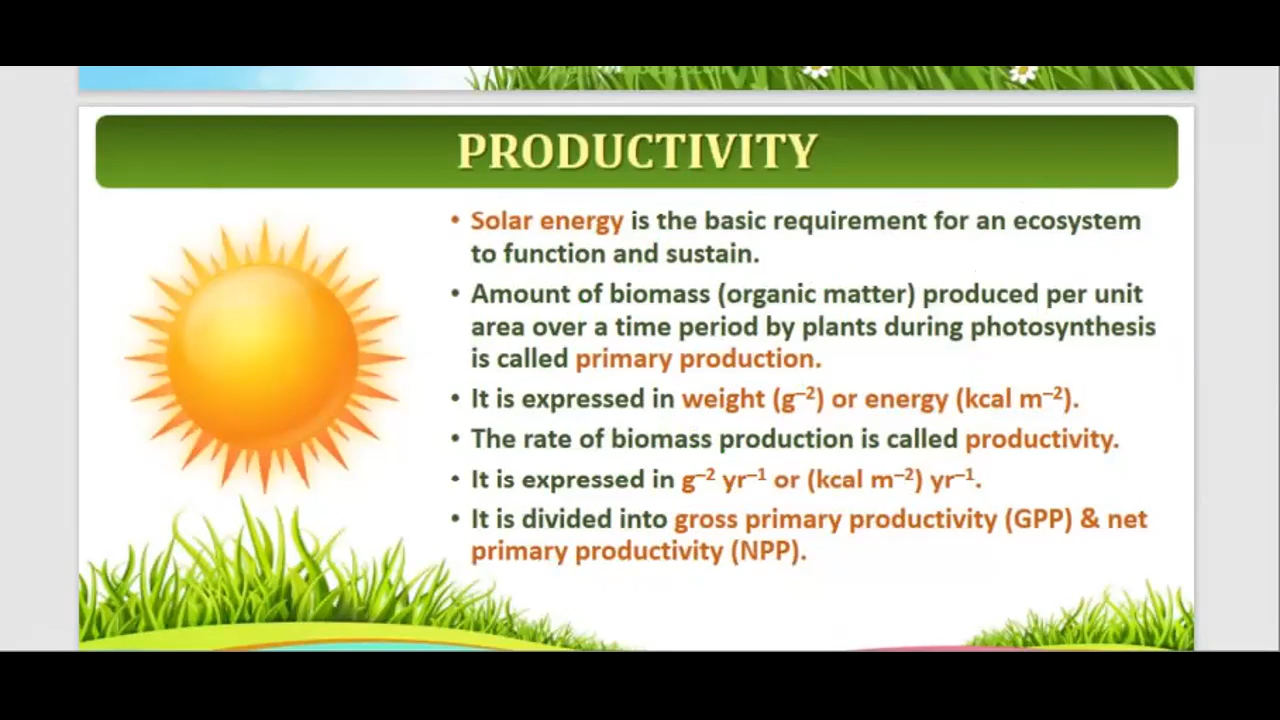 PRODUCTIVITY
• Solar energy is the basic requirement for an ecosystem
to function and sustain.
• Amount of biomass (organic matter) produced per unit
area over a time period by plants during photosynthesis
is called primary production.
• It is expressed in weight (g⁻²) or energy (kcal m⁻²).
• The rate of biomass production is called productivity.
• It is expressed in g⁻² yr⁻¹ or (kcal m⁻²) yr⁻¹.
• It is divided into gross primary productivity (GPP) & net
primary productivity (NPP).